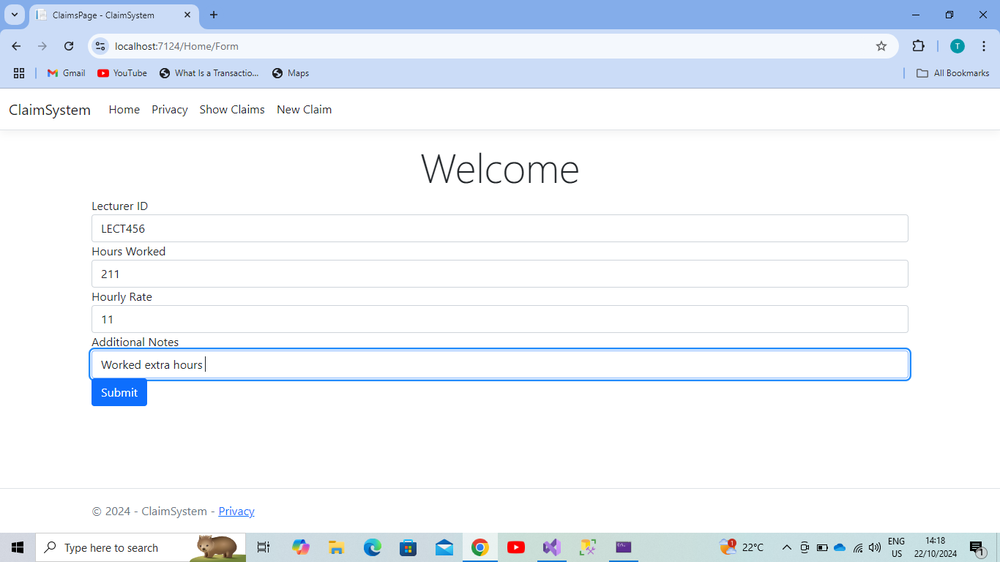 ClaimsPage - ClaimSystem
localhost:7124/Home/Form
T
Gmail YouTube What Is a Transactio... Maps All Bookmarks
ClaimSystem Home Privacy Show Claims New Claim
Welcome
Lecturer ID
LECT456
Hours Worked
211
Hourly Rate
11
Additional Notes
Worked extra hours
Submit
© 2024 - ClaimSystem - Privacy
Type here to search
1
22°C
ENG
US
14:18
22/10/2024
1